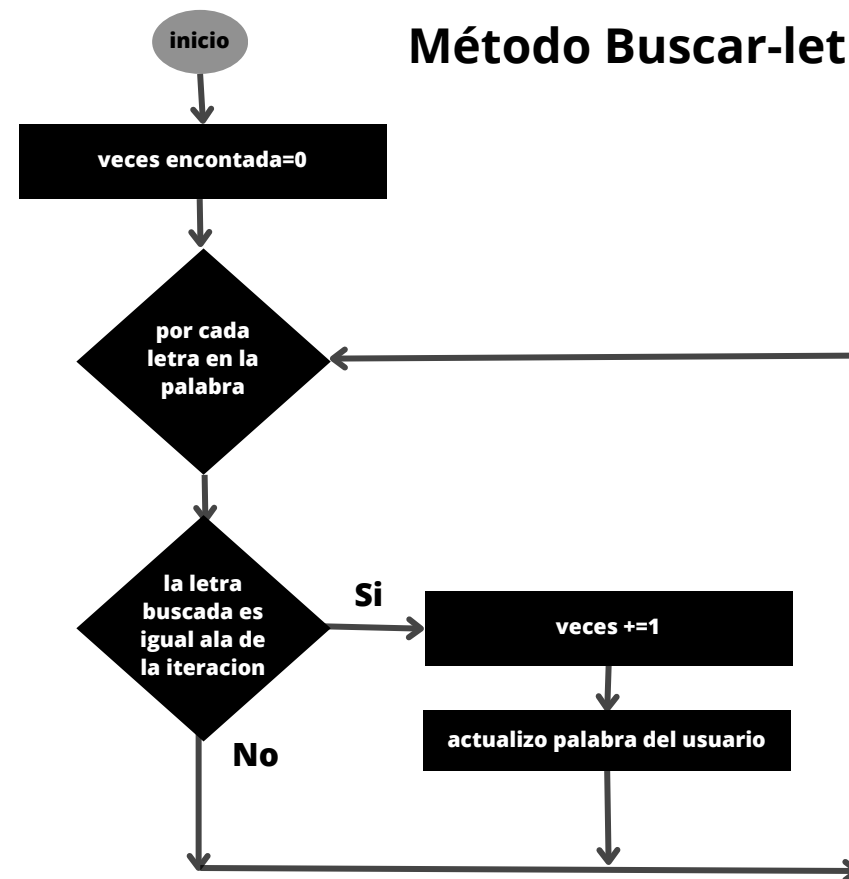 inicio
Método Buscar-let
veces encontada=0
por cada
letra en la
palabra
la letra
buscada es
igual ala de
la iteracion
Si
veces +=1
actualizo palabra del usuario
No